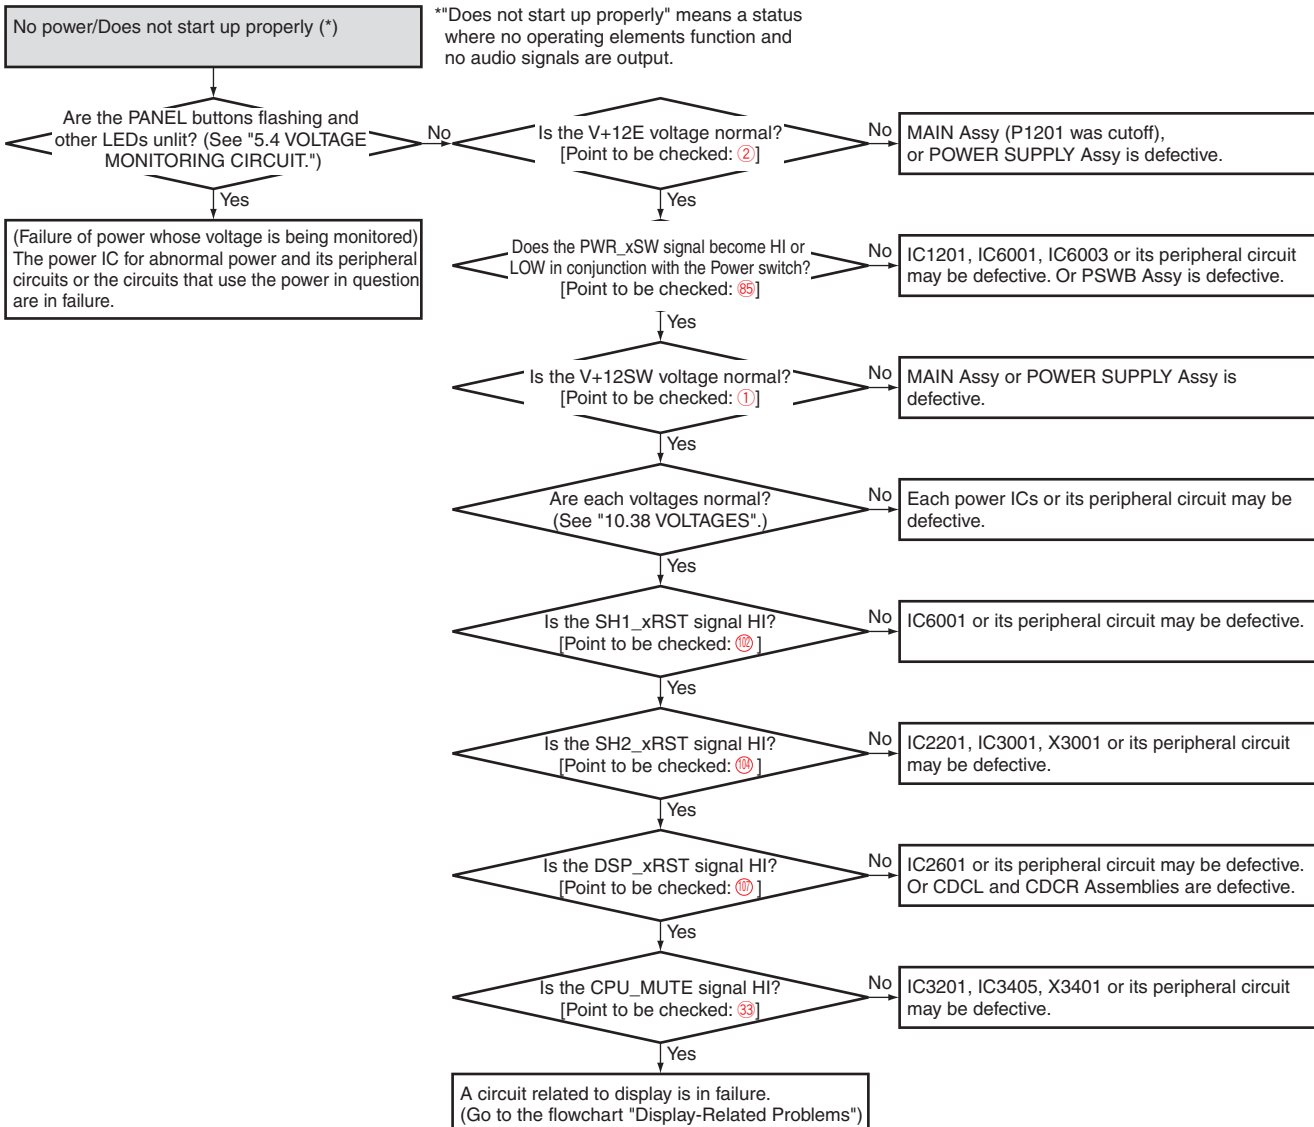 No power/Does not start up properly (*)
*"Does not start up properly" means a status
where no operating elements function and
no audio signals are output.
Are the PANEL buttons flashing and
other LEDs unlit? (See "5.4 VOLTAGE
MONITORING CIRCUIT.")
No
Yes
(Failure of power whose voltage is being monitored)
The power IC for abnormal power and its peripheral
circuits or the circuits that use the power in question
are in failure.
Is the V+12E voltage normal?
[Point to be checked: ②]
No
MAIN Assy (P1201 was cutoff),
or POWER SUPPLY Assy is defective.
Yes
Does the PWR_xSW signal become HI or
LOW in conjunction with the Power switch?
[Point to be checked: 85]
No
IC1201, IC6001, IC6003 or its peripheral circuit
may be defective. Or PSWB Assy is defective.
Yes
Is the V+12SW voltage normal?
[Point to be checked: ①]
No
MAIN Assy or POWER SUPPLY Assy is
defective.
Yes
Are each voltages normal?
(See "10.38 VOLTAGES".)
No
Each power ICs or its peripheral circuit may be
defective.
Yes
Is the SH1_xRST signal HI?
[Point to be checked: 102]
No
IC6001 or its peripheral circuit may be defective.
Yes
Is the SH2_xRST signal HI?
[Point to be checked: 104]
No
IC2201, IC3001, X3001 or its peripheral circuit
may be defective.
Yes
Is the DSP_xRST signal HI?
[Point to be checked: 107]
No
IC2601 or its peripheral circuit may be defective.
Or CDCL and CDCR Assemblies are defective.
Yes
Is the CPU_MUTE signal HI?
[Point to be checked: ㉝]
No
IC3201, IC3405, X3401 or its peripheral circuit
may be defective.
Yes
A circuit related to display is in failure.
(Go to the flowchart "Display-Related Problems")